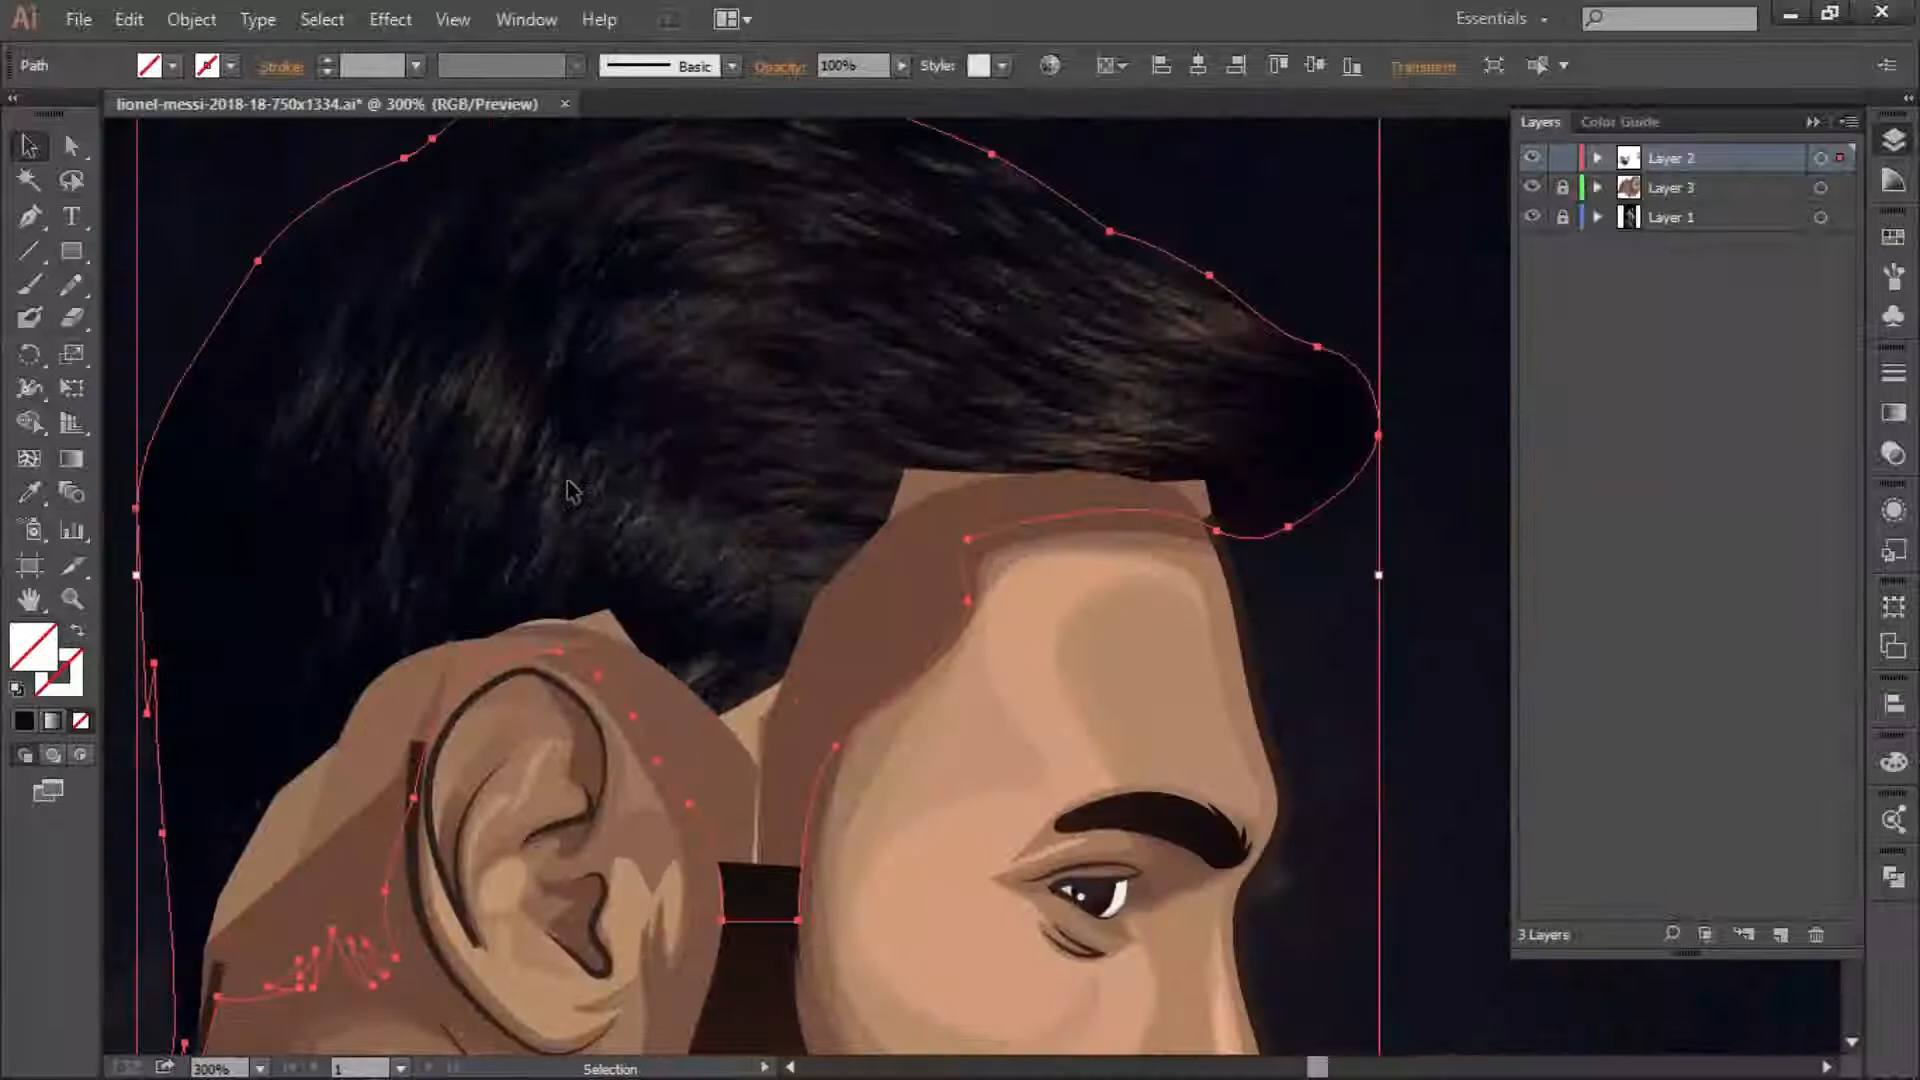 Ai File Edit Object Type Select Effect View Window Help Essentials
Path Stroke: Basic Opacity: 100% Style: Transform
lionel-messi-2018-18-750x1334.ai* @ 300% (RGB/Preview) ×
Layers Color Guide
Layer 2
Layer 3
Layer 1
3 Layers
300% 1 Selection